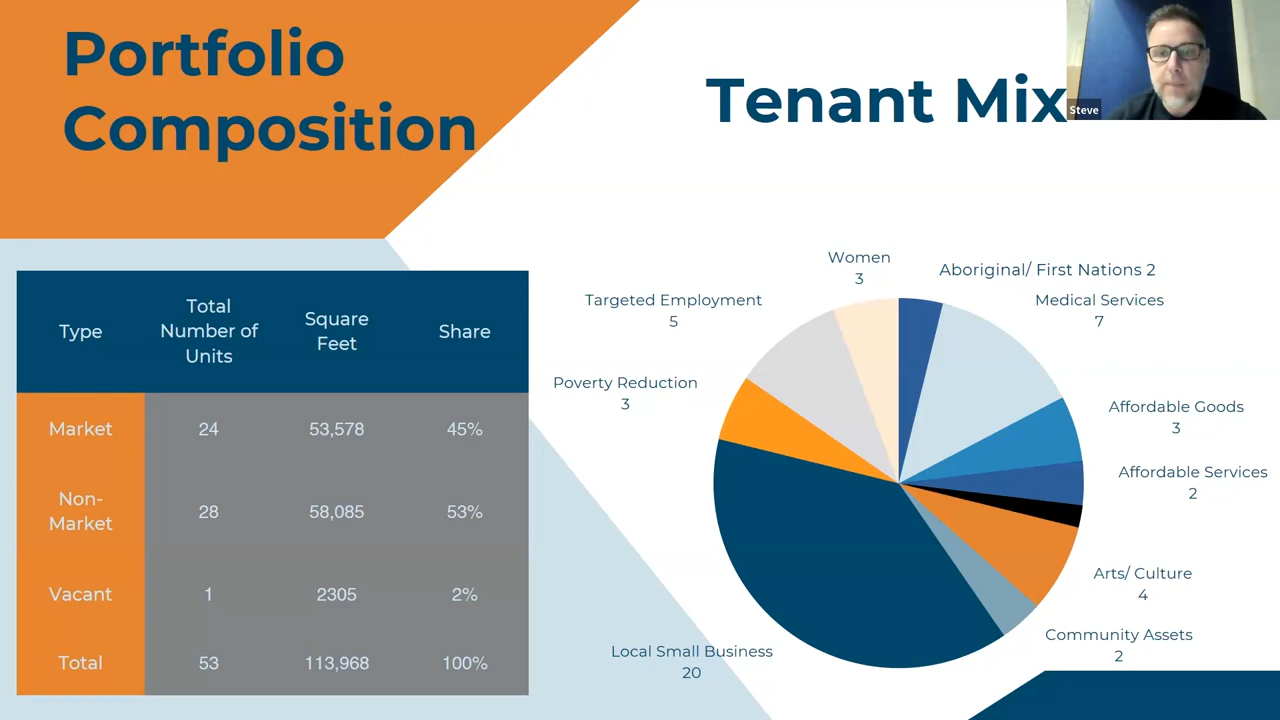 Portfolio
Composition
Tenant Mix
Steve
Type
Total
Number of
Units
Square
Feet
Share
Market
24
53,578
45%
Non-
Market
28
58,085
53%
Vacant
1
2305
2%
Total
53
113,968
100%
Women
3
Aboriginal/ First Nations 2
Targeted Employment
5
Medical Services
7
Poverty Reduction
3
Affordable Goods
3
Affordable Services
2
Arts/ Culture
4
Community Assets
2
Local Small Business
20